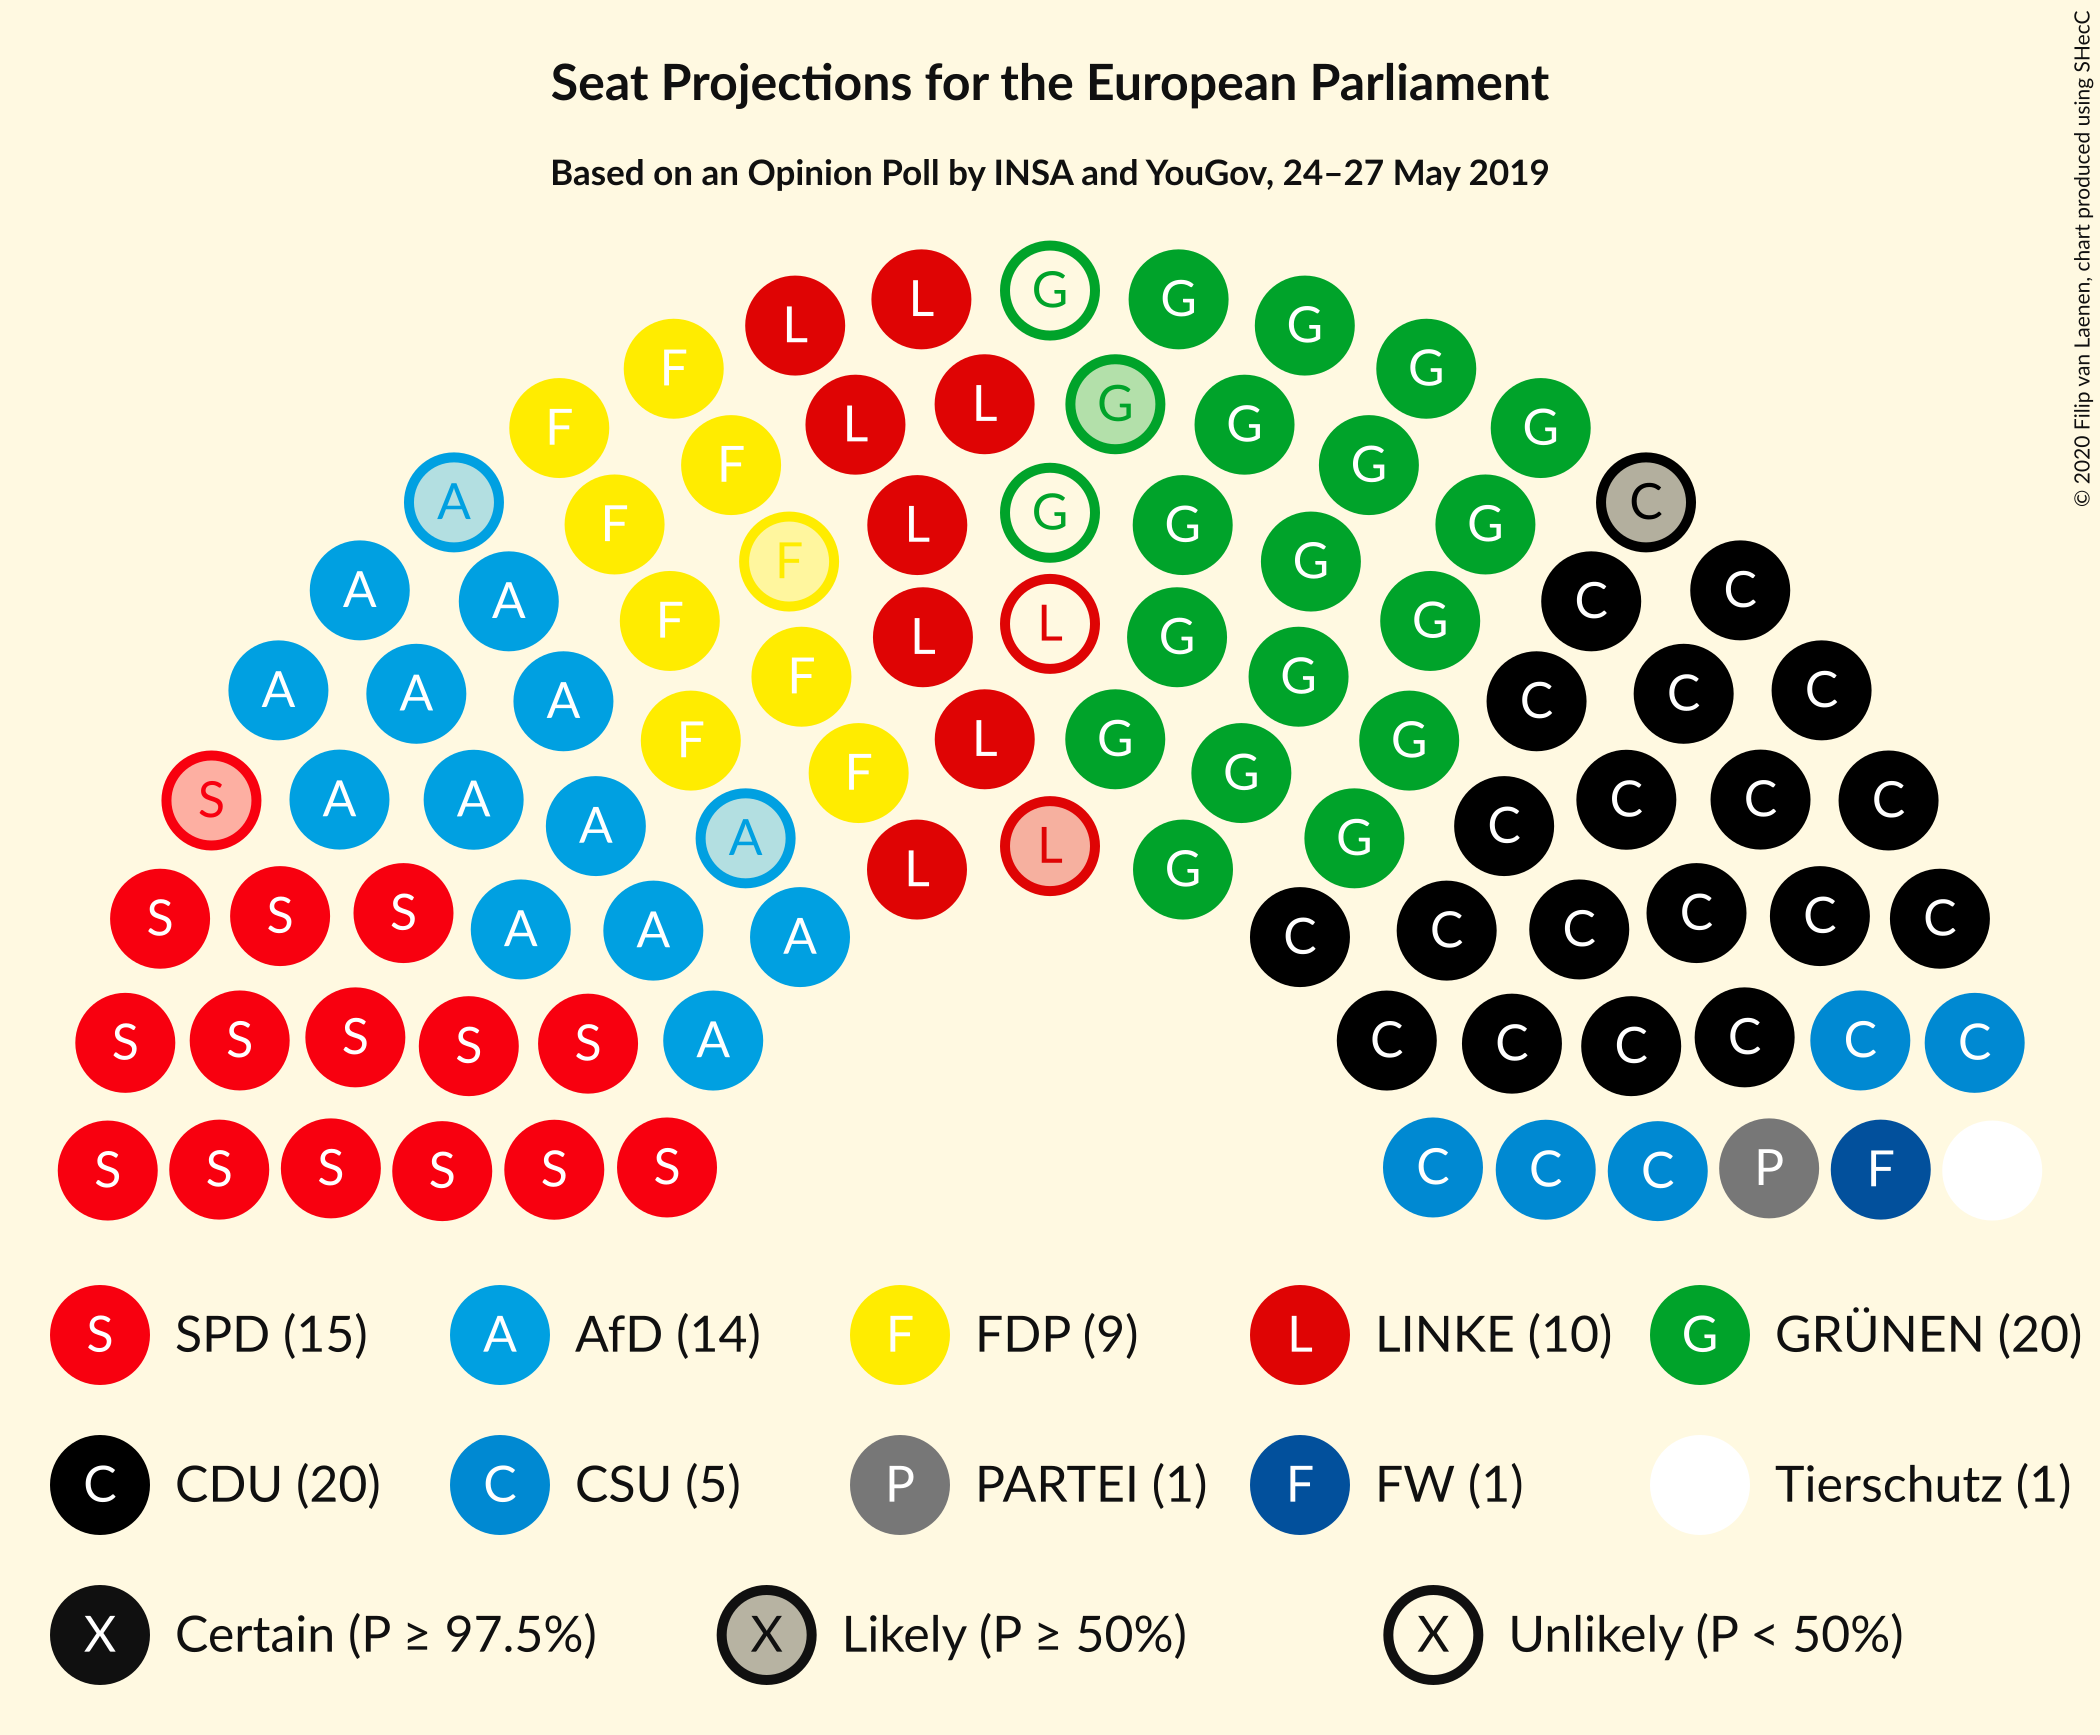 Seat Projections for the European Parliament
Based on an Opinion Poll by INSA and YouGov, 24–27 May 2019
© 2020 Filip van Laenen, chart produced using SHecC
L L G G G
F L L G G G
F F L G G G G
A F F L G G G C
A A F L L G G G C C
A A A F F L G G G C C C
S A A A A F L G G C C C C
S S S A A A L L G C C C C C C
S S S S S A C C C C C C
S S S S S S C C C P F
S SPD (15) A AfD (14) F FDP (9) L LINKE (10) G GRÜNEN (20)
C CDU (20) C CSU (5) P PARTEI (1) F FW (1) Tierschutz (1)
X Certain (P ≥ 97.5%) X Likely (P ≥ 50%) X Unlikely (P < 50%)